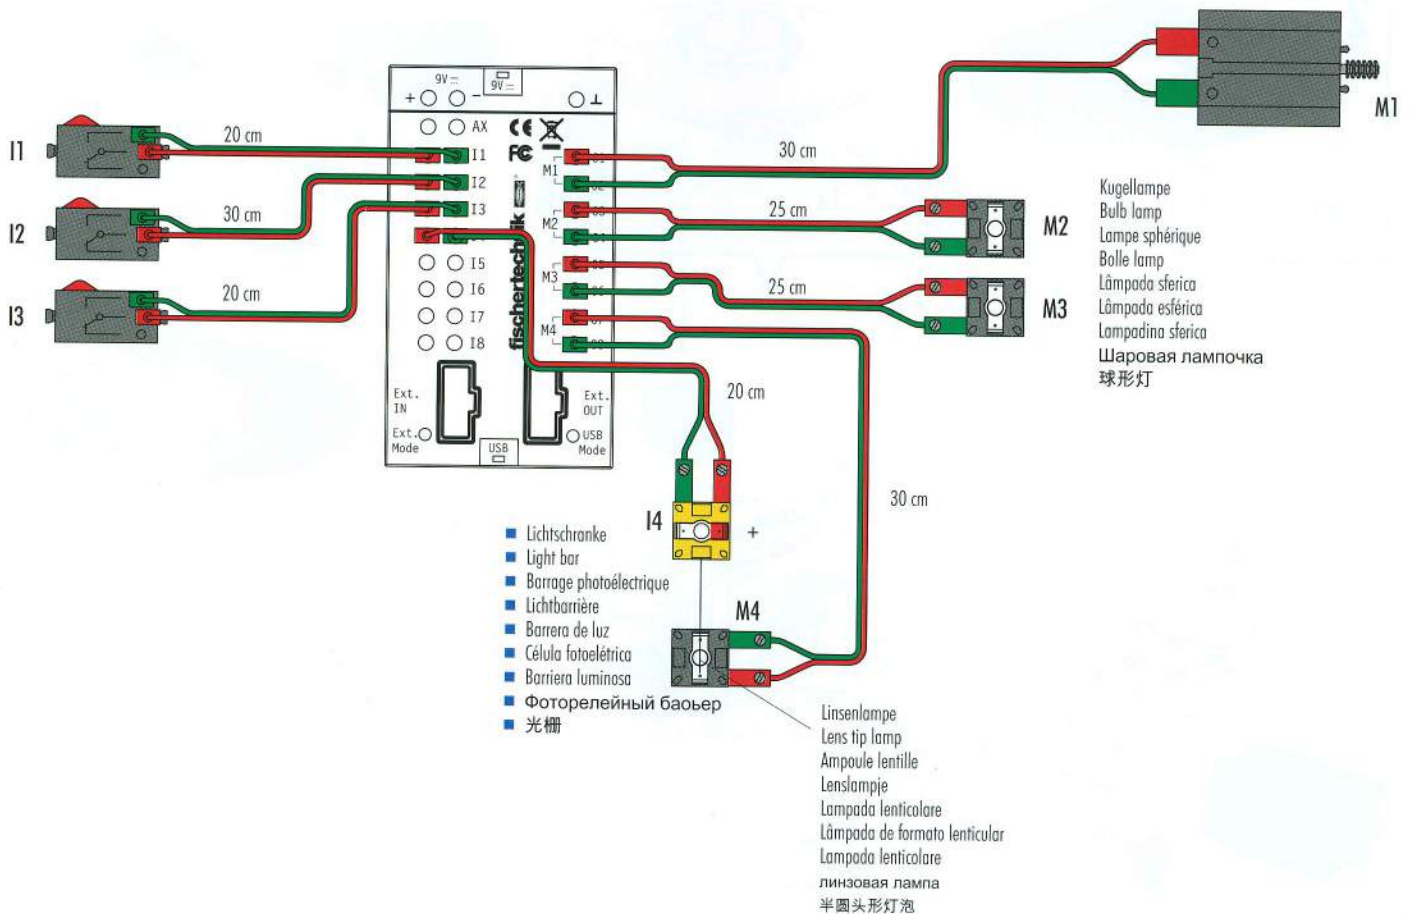 9V ⎓
9V ⎓
+
−
⊥
AX
CE
FC
I1
20 cm
I1
M1
30 cm
M1
I2
30 cm
I2
I3
20 cm
I3
M2
25 cm
M2
Kugellampe
Bulb lamp
Lampe sphérique
Bolle lamp
Lâmpada sferica
Lâmpada esférica
Lampadina sferica
Шаровая лампочка
球形灯
I5
I6
I7
I8
M3
25 cm
M3
M4
fischertechnik
Ext.
IN
Ext.
OUT
Ext.
Mode
USB
USB
Mode
20 cm
30 cm
I4
+
Lichtschranke
Light bar
Barrage photoélectrique
Lichtbarrière
Barrera de luz
Célula fotoelétrica
Barriera luminosa
Фоторелейный баоьер
光栅
M4
Linsenlampe
Lens tip lamp
Ampoule lentille
Lenslampje
Lampada lenticolare
Lâmpada de formato lenticular
Lampada lenticolare
линзовая лампа
半圆头形灯泡